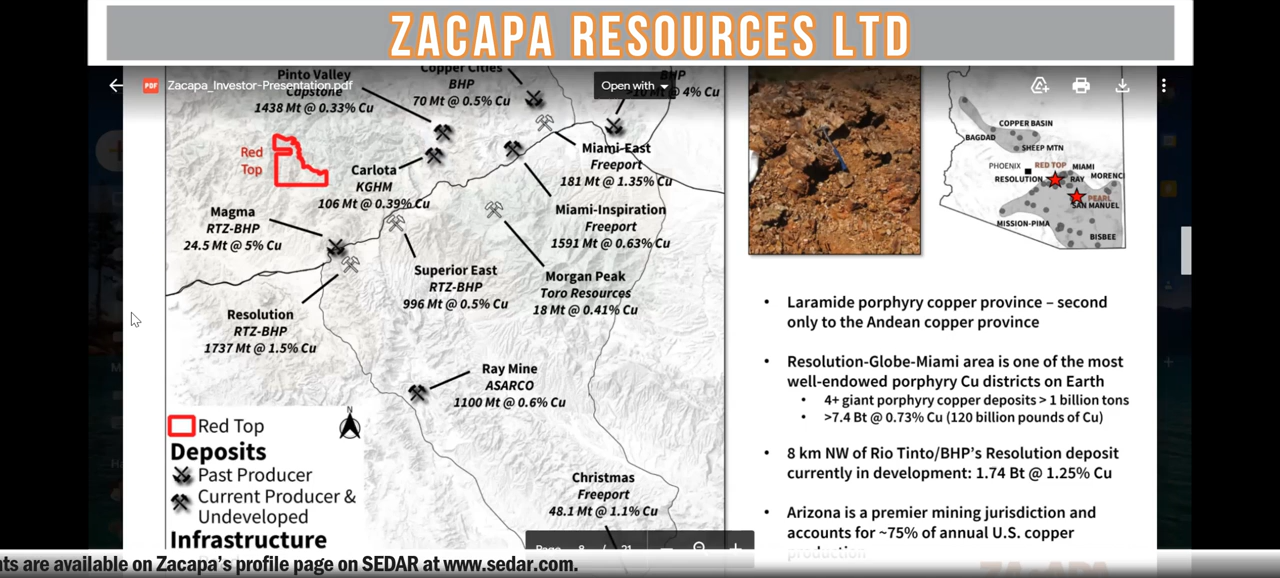 ZACAPA RESOURCES LTD
Zacapa_Investor-Presentation.pdf
Open with
Pinto Valley
Capstone
1438 Mt @ 0.33% Cu
Copper Cities
BHP
70 Mt @ 0.5% Cu
BHP
@ 4% Cu
Red
Top
Carlota
KGHM
106 Mt @ 0.39% Cu
Miami-East
Freeport
181 Mt @ 1.35% Cu
Magma
RTZ-BHP
24.5 Mt @ 5% Cu
Miami-Inspiration
Freeport
1591 Mt @ 0.63% Cu
Superior East
RTZ-BHP
996 Mt @ 0.5% Cu
Morgan Peak
Toro Resources
18 Mt @ 0.41% Cu
Resolution
RTZ-BHP
1737 Mt @ 1.5% Cu
Ray Mine
ASARCO
1100 Mt @ 0.6% Cu
Christmas
Freeport
48.1 Mt @ 1.1% Cu
N
Red Top
Deposits
Past Producer
Current Producer &
Undeveloped
Infrastructure
Page 8 / 21
COPPER BASIN
BAGDAD
SHEEP MTN
PHOENIX
RED TOP
MIAMI
RESOLUTION
RAY
MORENCI
PEARL
SAN MANUEL
MISSION-PIMA
BISBEE
• Laramide porphyry copper province – second
only to the Andean copper province
• Resolution-Globe-Miami area is one of the most
well-endowed porphyry Cu districts on Earth
• 4+ giant porphyry copper deposits > 1 billion tons
• >7.4 Bt @ 0.73% Cu (120 billion pounds of Cu)
• 8 km NW of Rio Tinto/BHP's Resolution deposit
currently in development: 1.74 Bt @ 1.25% Cu
• Arizona is a premier mining jurisdiction and
accounts for ~75% of annual U.S. copper
production
are available on Zacapa's profile page on SEDAR at www.sedar.com.